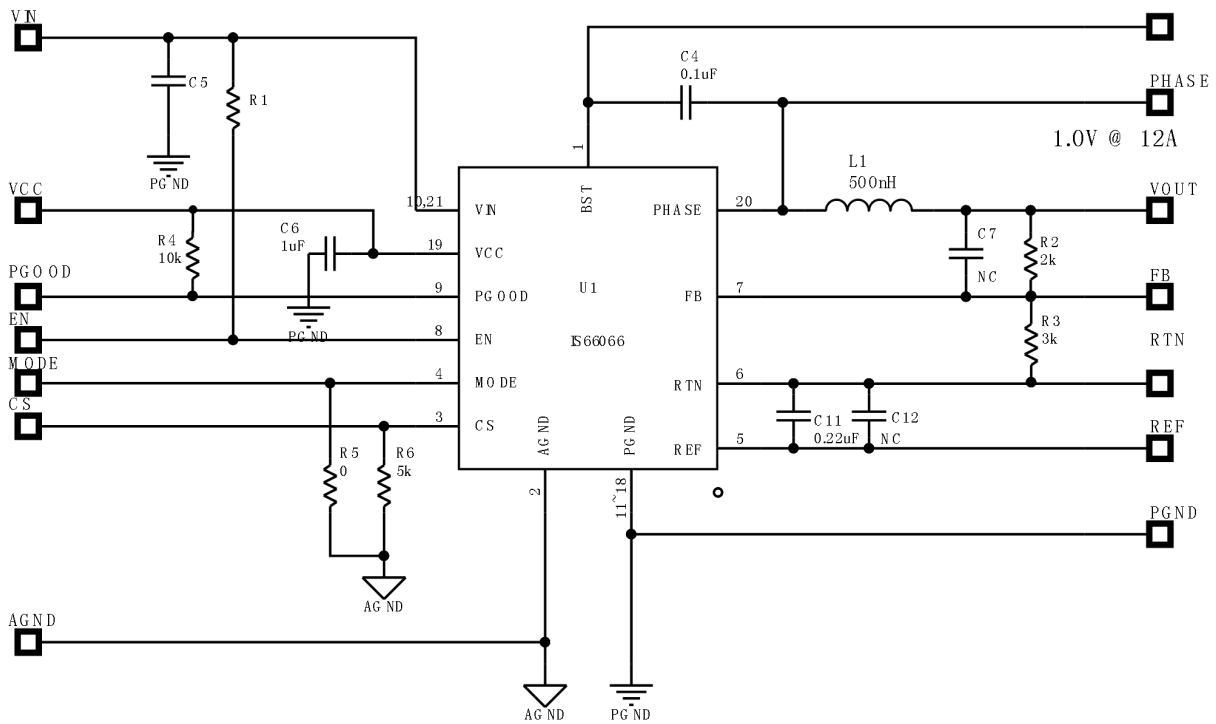 VIN
C5
R1
PGND
C4
0.1uF
PHASE
1.0V @ 12A
1
BST
L1
500nH
VCC
10,21
VIN
PHASE
20
VOUT
R4
10k
C6
1uF
19
VCC
C7
NC
R2
2k
PGOOD
9
PGOOD
U1
FB
7
FB
EN
PGND
8
EN
IS66066
R3
3k
RTN
MODE
4
MODE
RTN
6
CS
3
CS
C11
0.22uF
C12
NC
REF
R5
0
R6
5k
AGND
PGND
REF
5
2
11~18
PGND
AGND
AGND
AGND
PGND